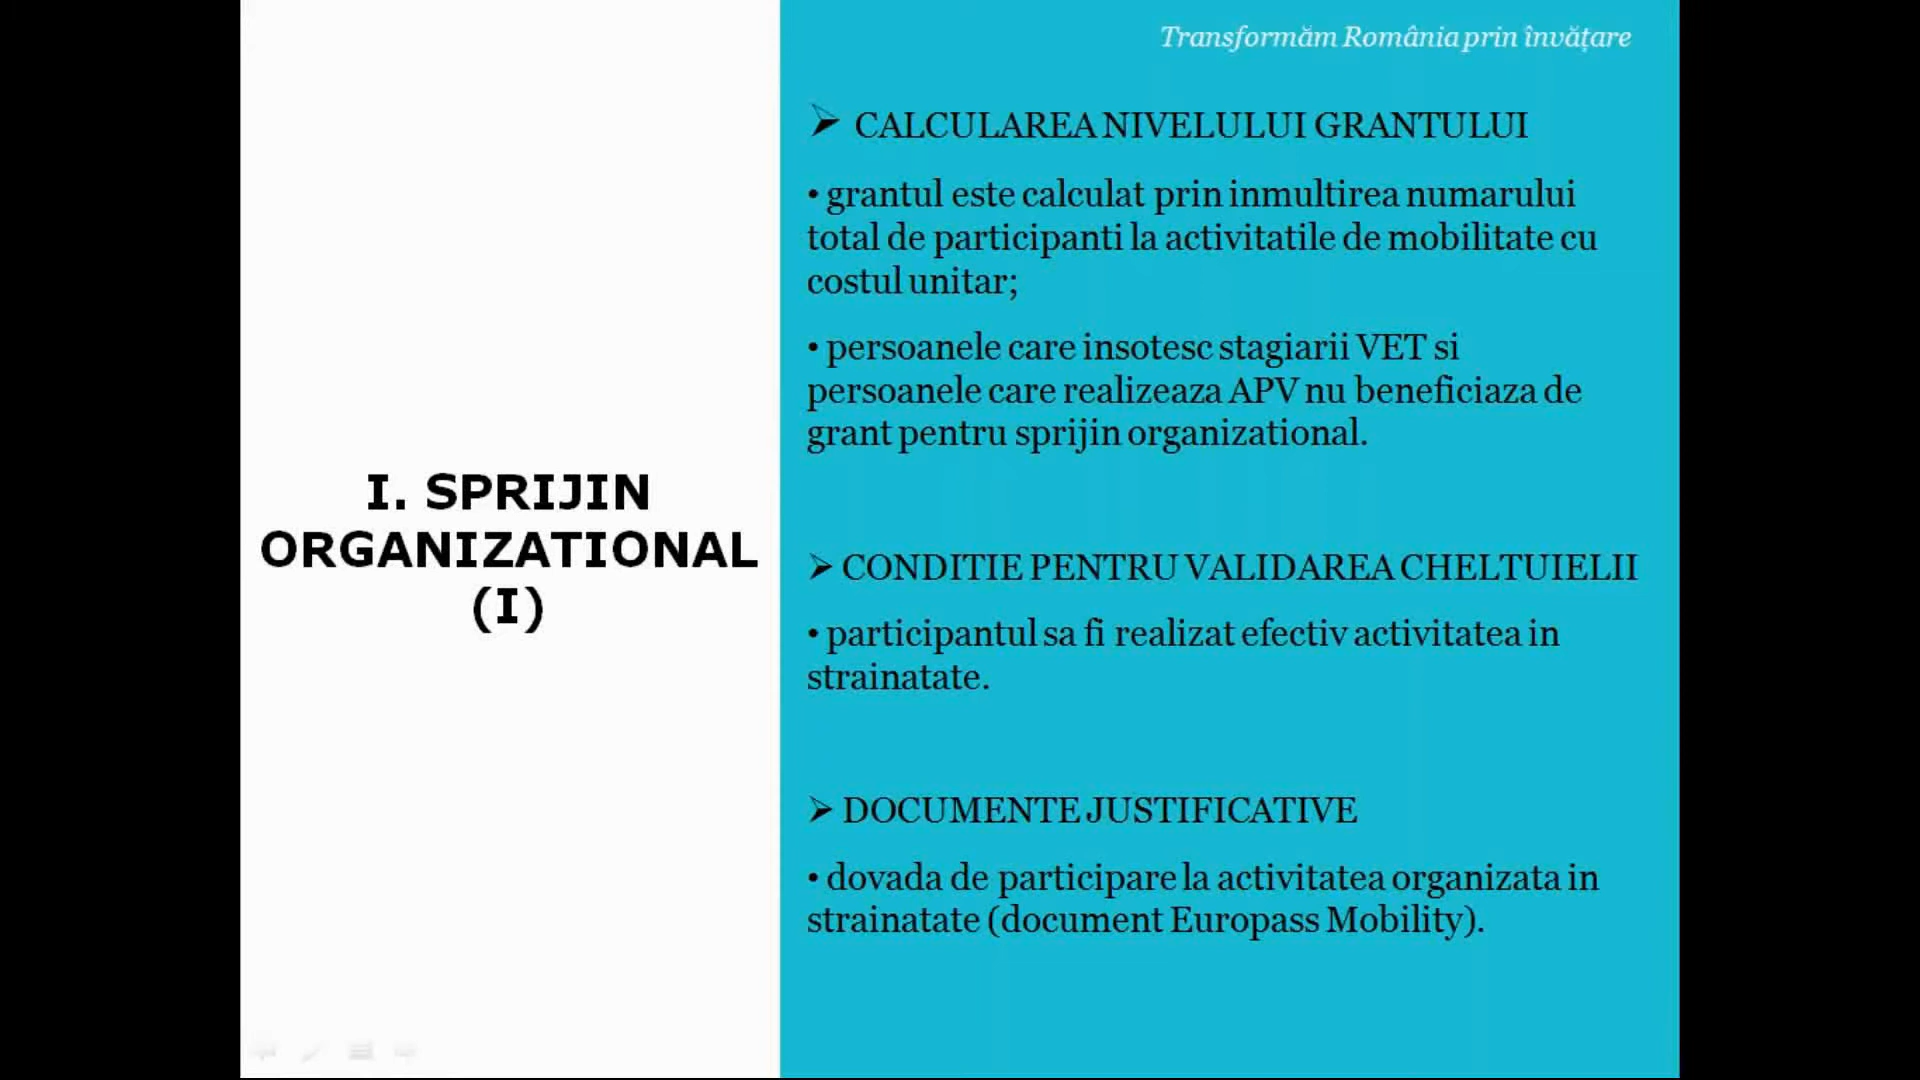 Transformăm România prin învățare
I. SPRIJIN
ORGANIZATIONAL
(I)
➢ CALCULAREA NIVELULUI GRANTULUI
• grantul este calculat prin inmultirea numarului
total de participanti la activitatile de mobilitate cu
costul unitar;
• persoanele care insotesc stagiarii VET si
persoanele care realizeaza APV nu beneficiaza de
grant pentru sprijin organizational.
➢ CONDITIE PENTRU VALIDAREA CHELTUIELII
• participantul sa fi realizat efectiv activitatea in
strainatate.
➢ DOCUMENTE JUSTIFICATIVE
• dovada de participare la activitatea organizata in
strainatate (document Europass Mobility).